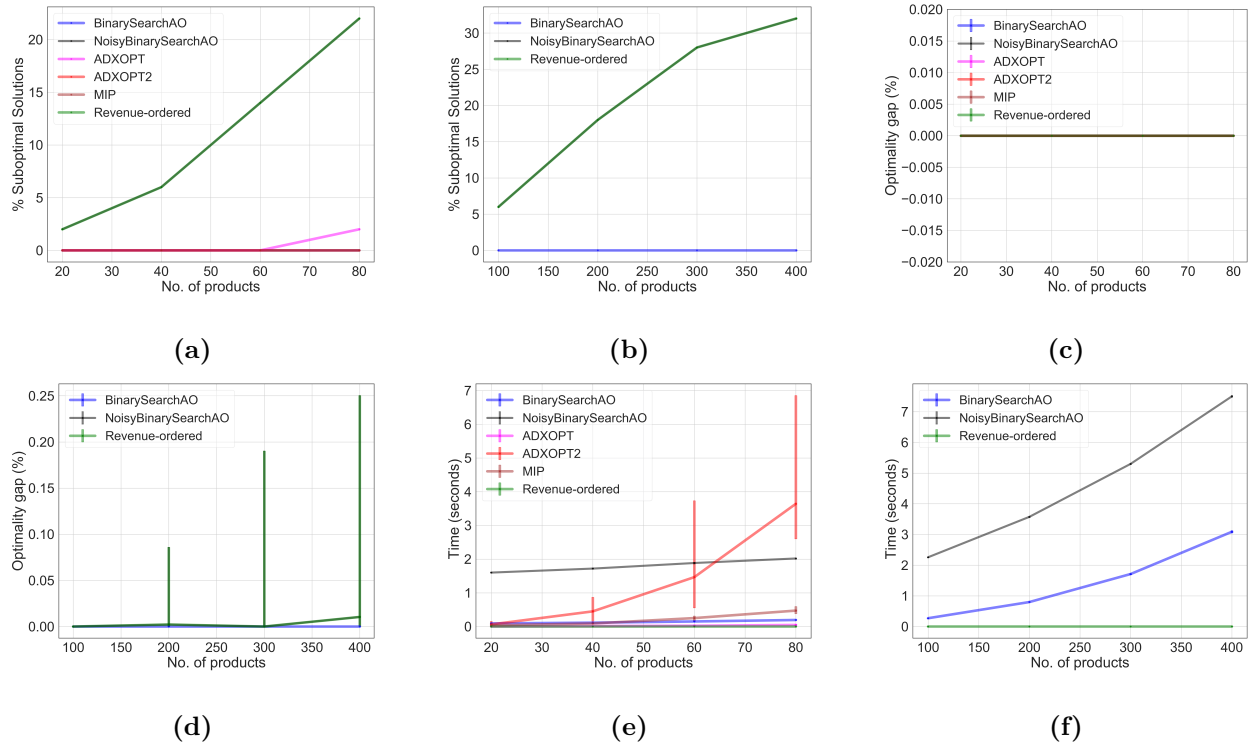 BinarySearchAO
NoisyBinarySearchAO
ADXOPT
ADXOPT2
MIP
Revenue-ordered
% Suboptimal Solutions
20
15
10
5
0
20 30 40 50 60 70 80
No. of products
(a)
BinarySearchAO
NoisyBinarySearchAO
Revenue-ordered
% Suboptimal Solutions
30
25
20
15
10
5
0
100 150 200 250 300 350 400
No. of products
(b)
BinarySearchAO
NoisyBinarySearchAO
ADXOPT
ADXOPT2
MIP
Revenue-ordered
Optimality gap (%)
0.020
0.015
0.010
0.005
0.000
−0.005
−0.010
−0.015
−0.020
20 30 40 50 60 70 80
No. of products
(c)
BinarySearchAO
NoisyBinarySearchAO
Revenue-ordered
Optimality gap (%)
0.25
0.20
0.15
0.10
0.05
0.00
100 150 200 250 300 350 400
No. of products
(d)
BinarySearchAO
NoisyBinarySearchAO
ADXOPT
ADXOPT2
MIP
Revenue-ordered
Time (seconds)
7
6
5
4
3
2
1
0
20 30 40 50 60 70 80
No. of products
(e)
BinarySearchAO
NoisyBinarySearchAO
Revenue-ordered
Time (seconds)
7
6
5
4
3
2
1
0
100 150 200 250 300 350 400
No. of products
(f)